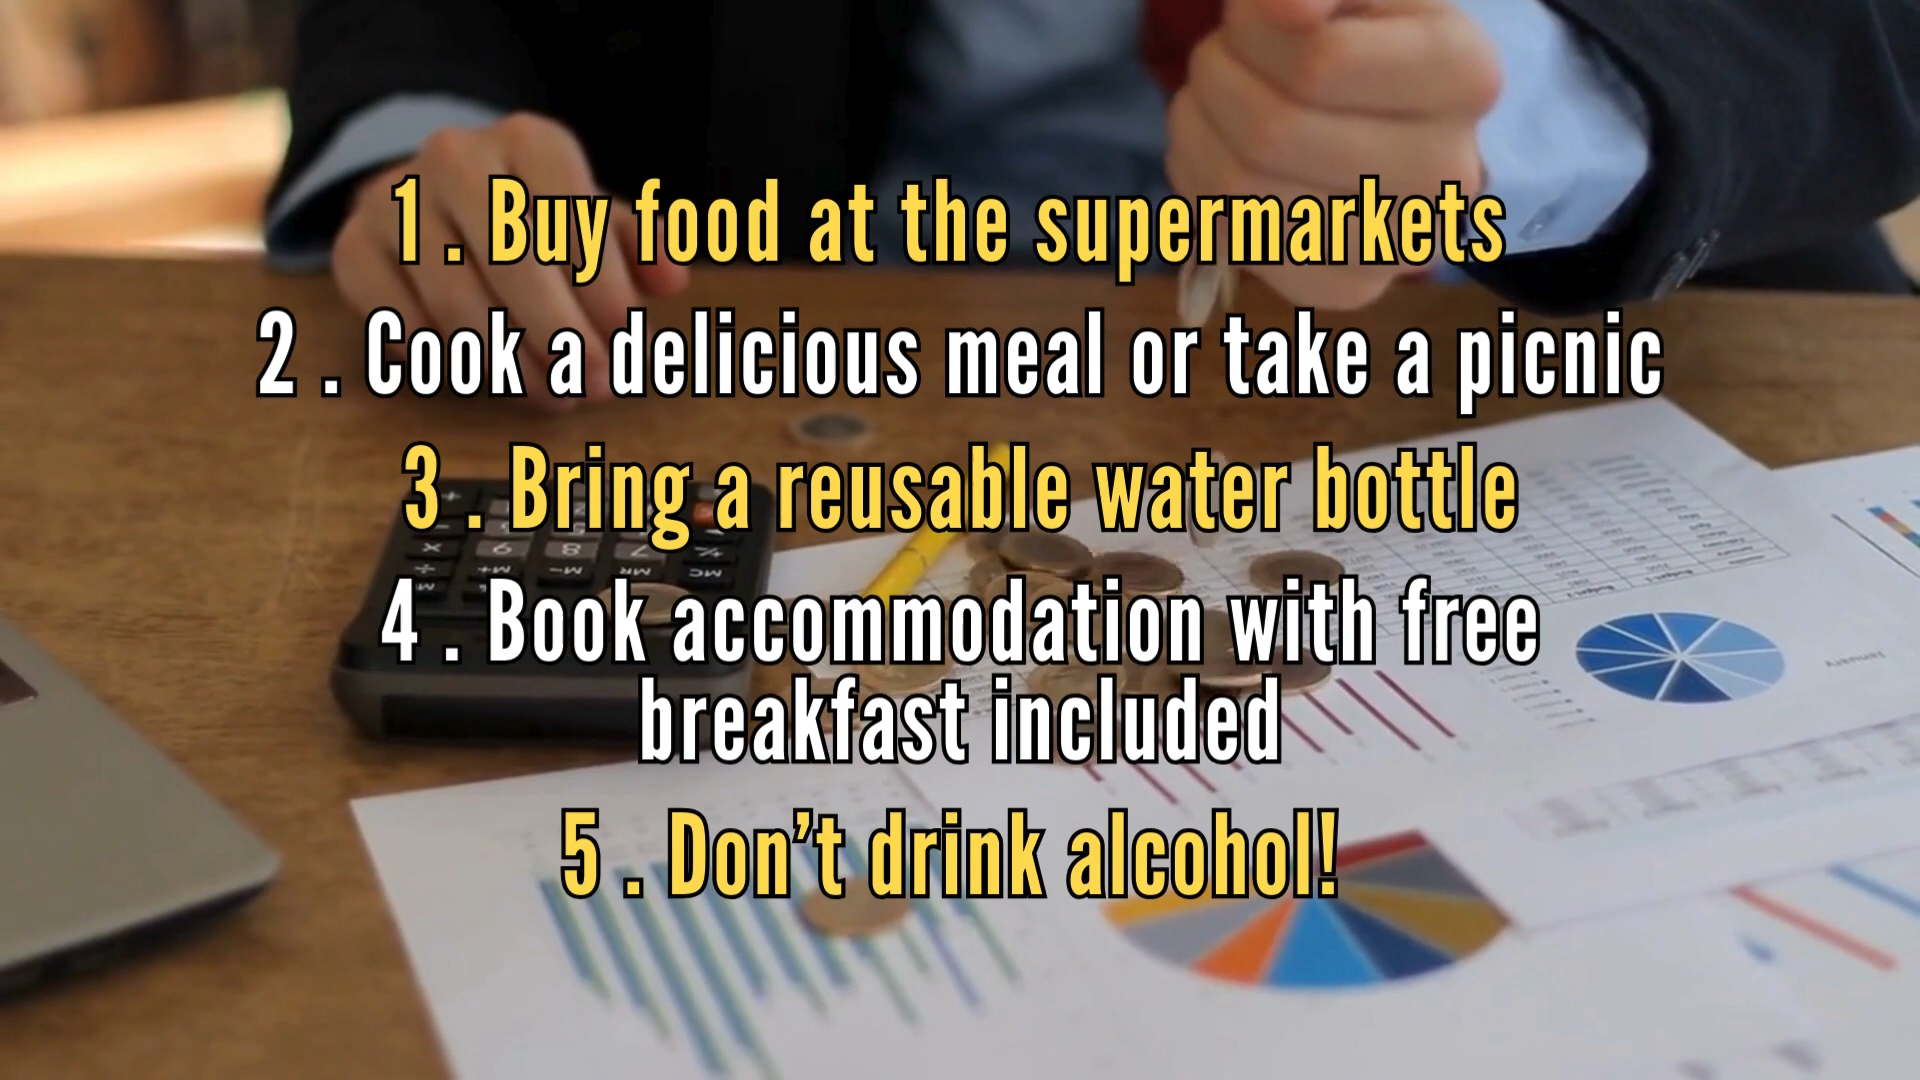 1 . Buy food at the supermarkets
2 . Cook a delicious meal or take a picnic
3 . Bring a reusable water bottle
4 . Book accommodation with free
breakfast included
5 . Don’t drink alcohol!